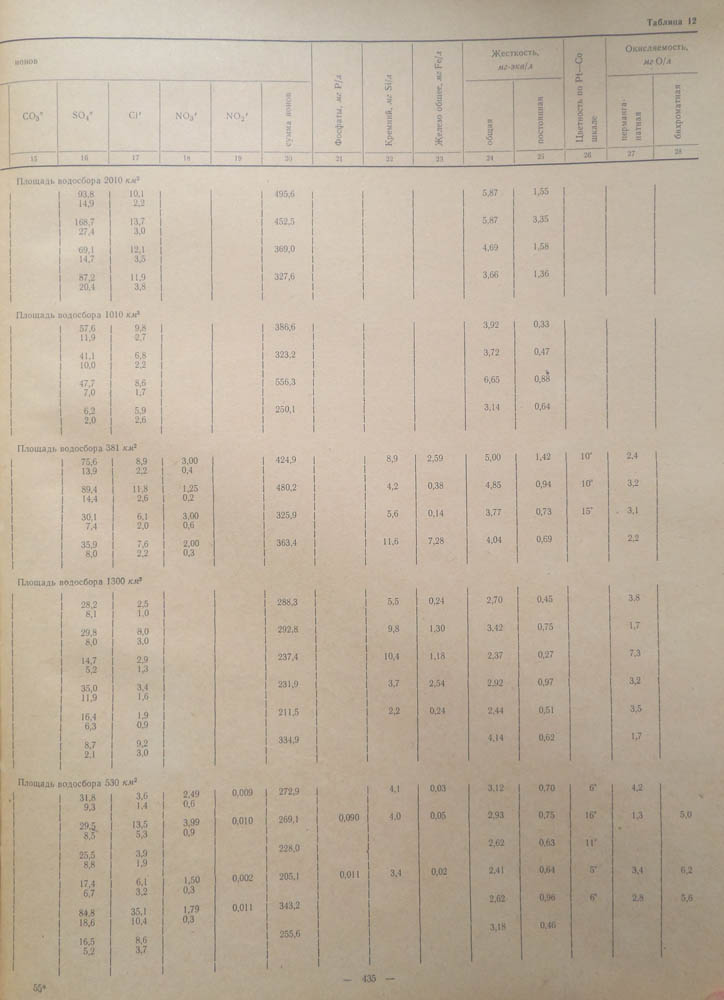 Таблица 12
ионов
Фосфаты, мг P/л
Кремний, мг Si/л
Железо общее, мг Fe/л
Жесткость, мг-экв/л
Цветность по Pt—Co шкале
Окисляемость, мг O/л
CO₃″ SO₄″ Cl′ NO₃′ NO₂′ сумма ионов общая постоянная перманганатная бихроматная
15 16 17 18 19 20 21 22 23 24 25 26 27 28
Площадь водосбора 2010 км²
93,8 10,1 495,6 5,87 1,55
14,9 2,2
168,7 13,7 452,5 5,87 3,35
27,4 3,0
69,1 12,1 369,0 4,69 1,58
14,7 3,5
87,2 11,9 327,6 3,66 1,36
20,4 3,8
Площадь водосбора 1010 км²
57,6 9,8 386,6 3,92 0,33
11,9 2,7
41,1 6,8 323,2 3,72 0,47
10,0 2,2
47,7 8,6 556,3 6,65 0,88
7,0 1,7
6,2 5,9 250,1 3,14 0,64
2,0 2,6
Площадь водосбора 381 км²
75,6 8,9 3,00 424,9 8,9 2,59 5,00 1,42 10° 2,4
13,9 2,2 0,4
89,4 11,8 1,25 480,2 4,2 0,38 4,85 0,94 10° 3,2
14,4 2,6 0,2
30,1 6,1 3,00 325,9 5,6 0,14 3,77 0,73 15° 3,1
7,4 2,0 0,6
35,9 7,6 2,00 363,4 11,6 7,28 4,04 0,69 2,2
8,0 2,2 0,3
Площадь водосбора 1300 км²
28,2 2,5 288,3 5,5 0,24 2,70 0,45 3,8
8,1 1,0
29,8 8,0 292,8 9,8 1,30 3,42 0,75 1,7
8,0 3,0
14,7 2,9 237,4 10,4 1,18 2,37 0,27 7,3
5,2 1,3
35,0 3,4 231,9 3,7 2,54 2,92 0,97 3,2
11,9 1,6
16,4 1,9 211,5 2,2 0,24 2,44 0,51 3,5
6,3 0,9
8,7 9,2 334,9 4,14 0,62 1,7
2,1 3,0
Площадь водосбора 530 км²
31,8 3,6 2,49 0,009 272,9 4,1 0,03 3,12 0,70 6° 4,2
9,3 1,4 0,6
29,5 13,5 3,99 0,010 269,1 0,090 4,0 0,05 2,93 0,75 16° 1,3 5,0
8,5 5,3 0,9
25,5 3,9 228,0 2,62 0,63 11°
8,8 1,9
17,4 6,1 1,50 0,002 205,1 0,011 3,4 0,02 2,41 0,64 5° 3,4 6,2
6,7 3,2 0,3
84,8 35,1 1,79 0,011 343,2 2,62 0,96 6° 2,8 5,6
18,6 10,4 0,3
16,5 8,6 255,6 3,18 0,46
5,2 3,7
55*
— 435 —